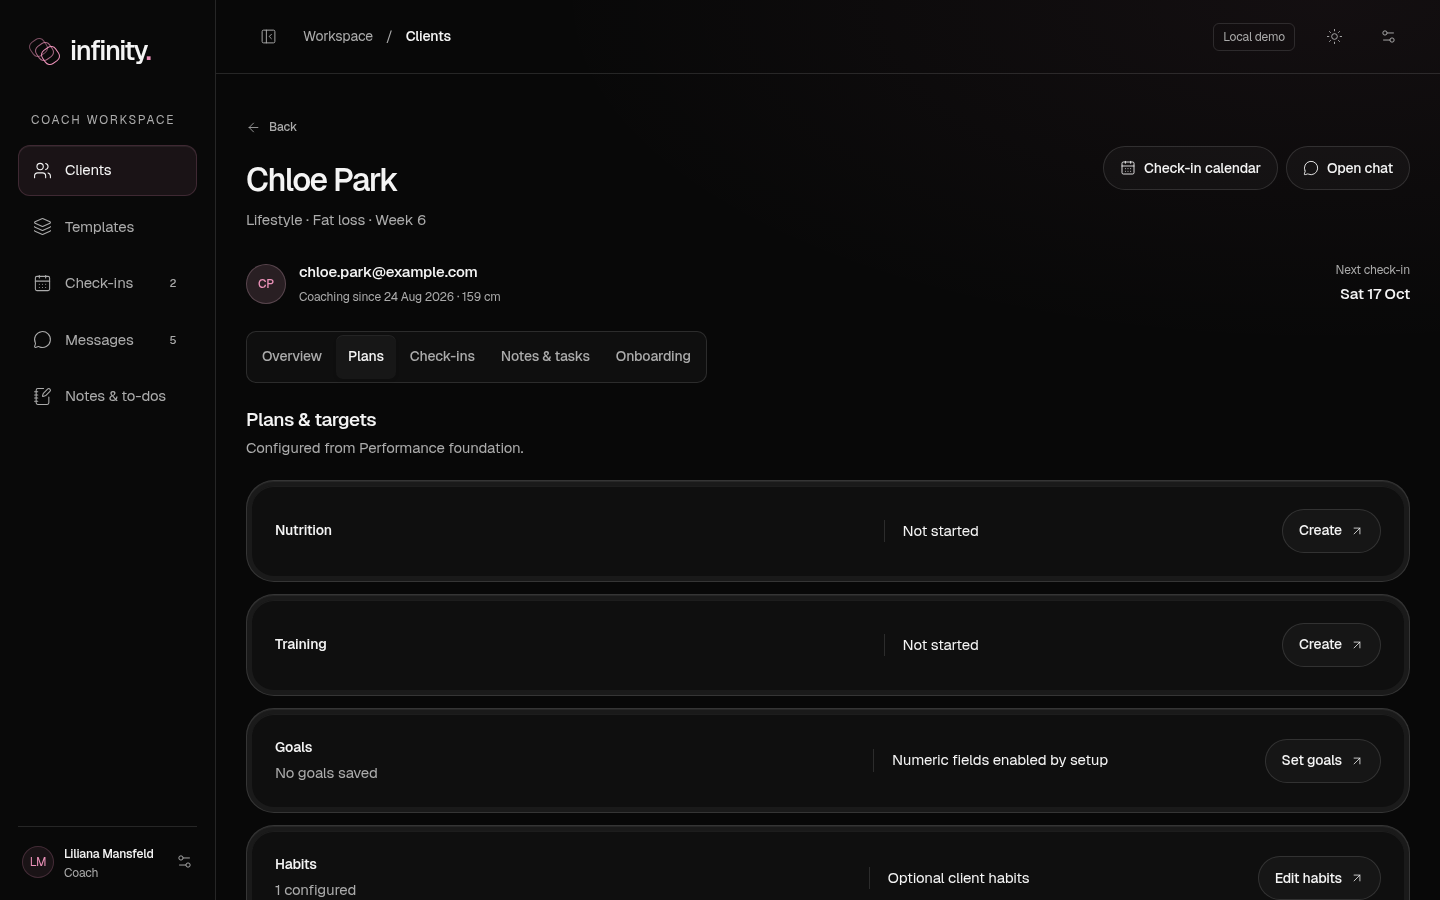 infinity.
COACH WORKSPACE
Clients
Templates
Check-ins 2
Messages 5
Notes & to-dos
LM
Liliana Mansfeld
Coach
Workspace / Clients
Local demo
Back
Chloe Park
Lifestyle · Fat loss · Week 6
Check-in calendar
Open chat
CP
chloe.park@example.com
Coaching since 24 Aug 2026 · 159 cm
Next check-in
Sat 17 Oct
Overview Plans Check-ins Notes & tasks Onboarding
Plans & targets
Configured from Performance foundation.
Nutrition Not started Create
Training Not started Create
Goals
No goals saved
Numeric fields enabled by setup
Set goals
Habits
1 configured
Optional client habits
Edit habits